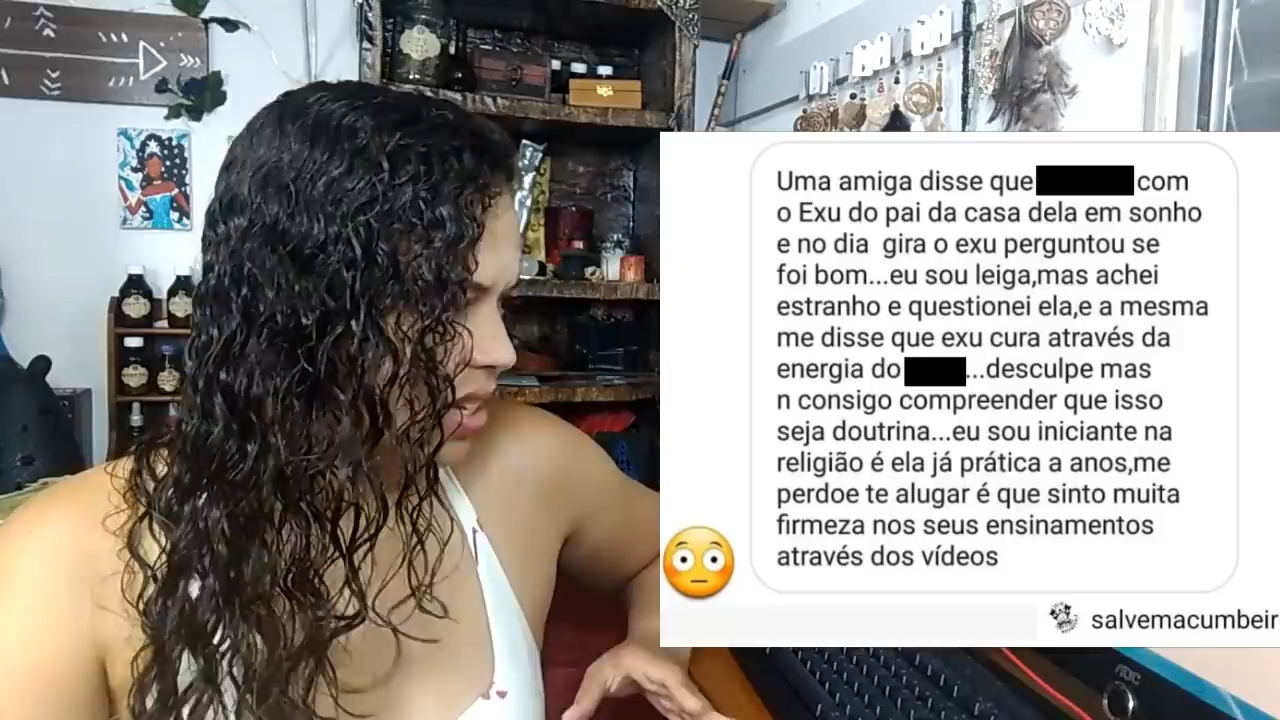 Uma amiga disse que com
o Exu do pai da casa dela em sonho
e no dia gira o exu perguntou se
foi bom...eu sou leiga,mas achei
estranho e questionei ela,e a mesma
me disse que exu cura através da
energia do ...desculpe mas
n consigo compreender que isso
seja doutrina...eu sou iniciante na
religião é ela já prática a anos,me
perdoe te alugar é que sinto muita
firmeza nos seus ensinamentos
através dos vídeos
salvemacumbeir